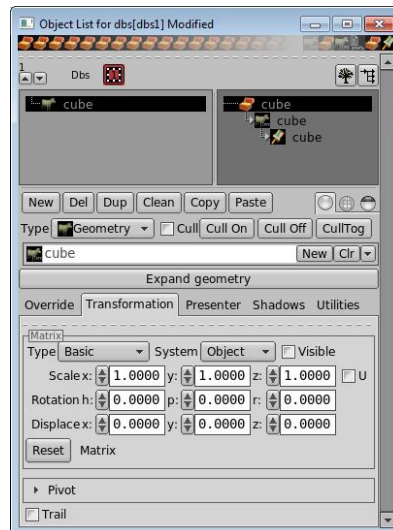 Object List for dbs[dbs1] Modified
1
Dbs
cube
cube
cube
cube
New Del Dup Clean Copy Paste
Type Geometry Cull Cull On Cull Off CullTog
cube New Clr
Expand geometry
Override Transformation Presenter Shadows Utilities
Matrix
Type Basic System Object Visible
Scale x: 1.0000 y: 1.0000 z: 1.0000 U
Rotation h: 0.0000 p: 0.0000 r: 0.0000
Displace x: 0.0000 y: 0.0000 z: 0.0000
Reset Matrix
Pivot
Trail